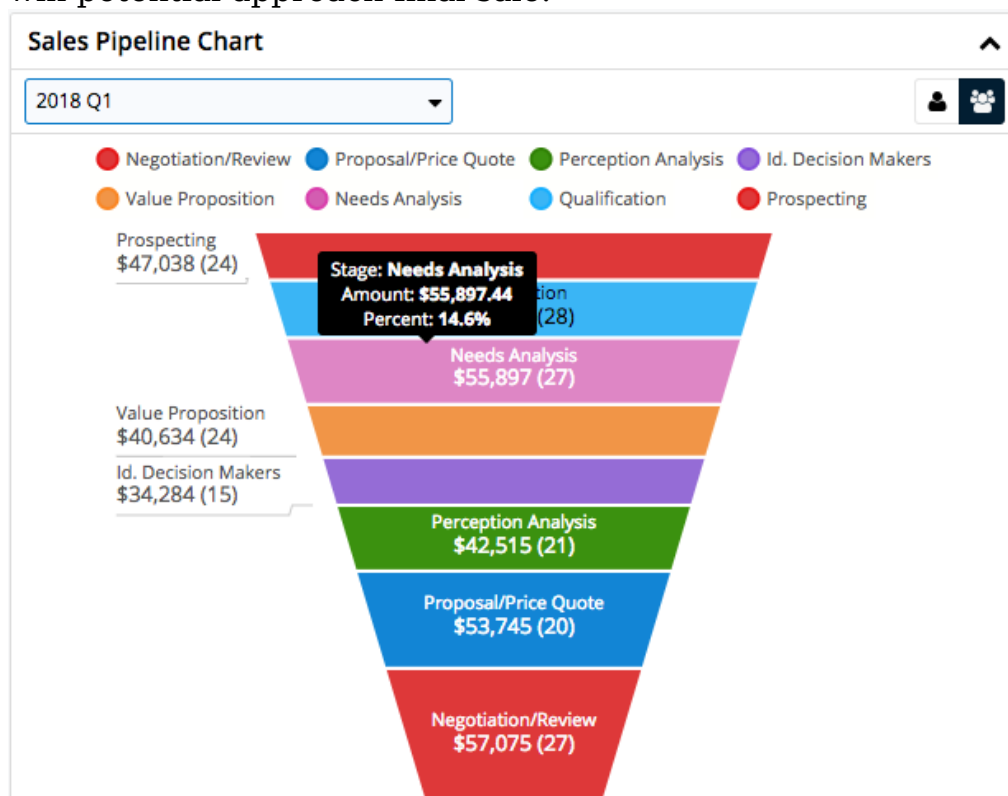 Sales Pipeline Chart
2018 Q1
Negotiation/Review
Proposal/Price Quote
Perception Analysis
Id. Decision Makers
Value Proposition
Needs Analysis
Qualification
Prospecting
Prospecting
$47,038 (24)
Stage: Needs Analysis
Amount: $55,897.44
Percent: 14.6%
(28)
Needs Analysis
$55,897 (27)
Value Proposition
$40,634 (24)
Id. Decision Makers
$34,284 (15)
Perception Analysis
$42,515 (21)
Proposal/Price Quote
$53,745 (20)
Negotiation/Review
$57,075 (27)